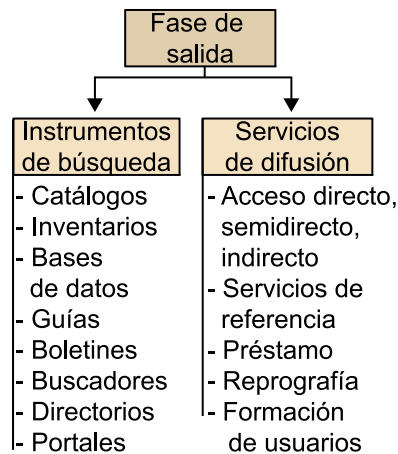 Fase de
salida
Instrumentos
de búsqueda
- Catálogos
- Inventarios
- Bases
de datos
- Guías
- Boletines
- Buscadores
- Directorios
- Portales
Servicios
de difusión
- Acceso directo,
semidirecto,
indirecto
- Servicios de
referencia
- Préstamo
- Reprografía
- Formación
de usuarios